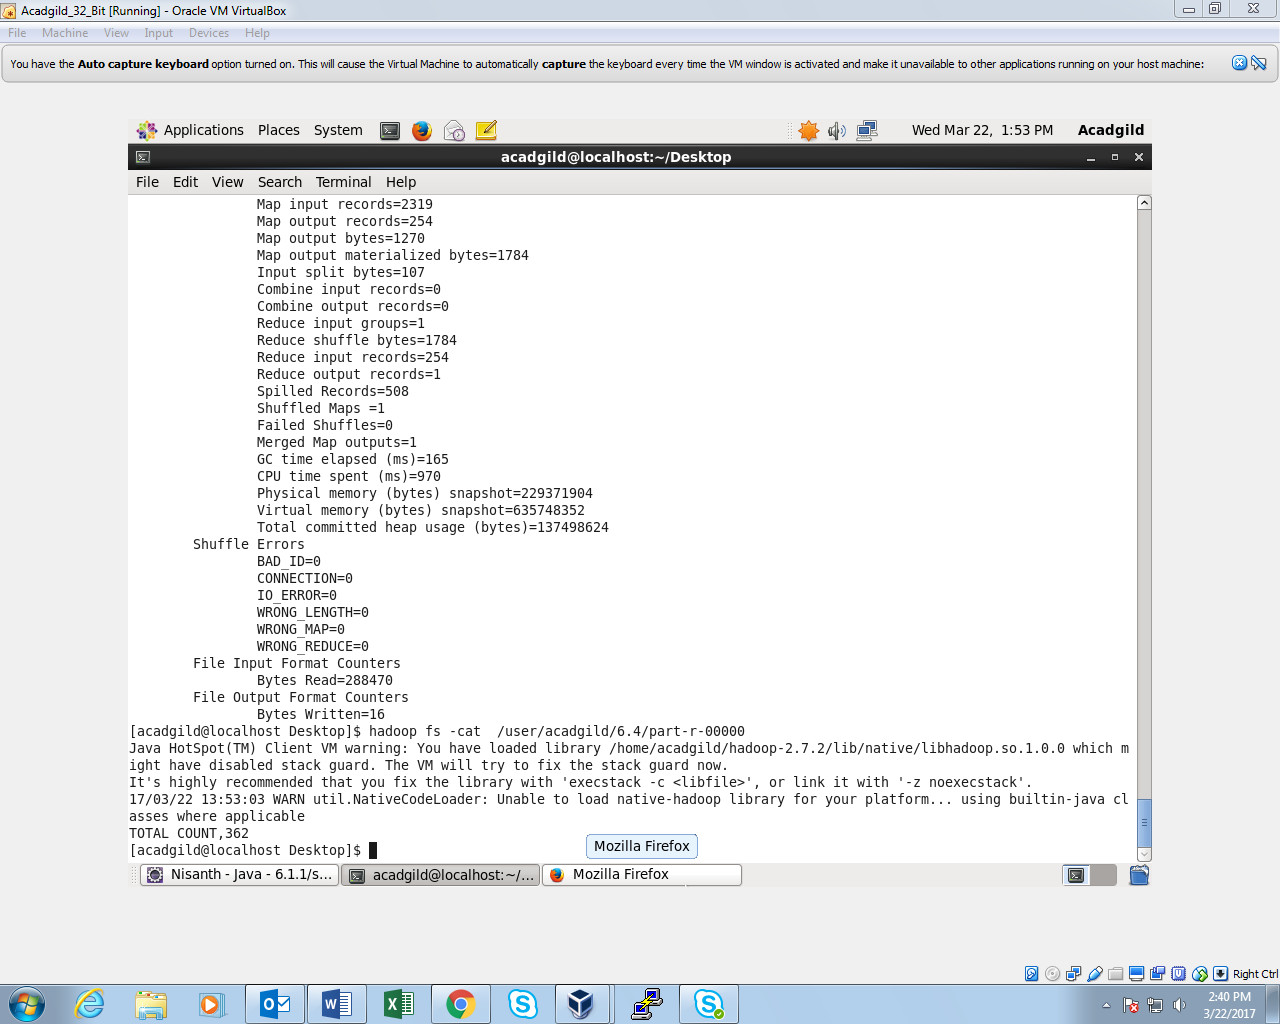 Acadgild_32_Bit [Running] - Oracle VM VirtualBox
File Machine View Input Devices Help
You have the Auto capture keyboard option turned on. This will cause the Virtual Machine to automatically capture the keyboard every time the VM window is activated and make it unavailable to other applications running on your host machine:
Applications Places System Wed Mar 22, 1:53 PM Acadgild
acadgild@localhost:~/Desktop
File Edit View Search Terminal Help
Map input records=2319
Map output records=254
Map output bytes=1270
Map output materialized bytes=1784
Input split bytes=107
Combine input records=0
Combine output records=0
Reduce input groups=1
Reduce shuffle bytes=1784
Reduce input records=254
Reduce output records=1
Spilled Records=508
Shuffled Maps =1
Failed Shuffles=0
Merged Map outputs=1
GC time elapsed (ms)=165
CPU time spent (ms)=970
Physical memory (bytes) snapshot=229371904
Virtual memory (bytes) snapshot=635748352
Total committed heap usage (bytes)=137498624
Shuffle Errors
BAD_ID=0
CONNECTION=0
IO_ERROR=0
WRONG_LENGTH=0
WRONG_MAP=0
WRONG_REDUCE=0
File Input Format Counters
Bytes Read=288470
File Output Format Counters
Bytes Written=16
[acadgild@localhost Desktop]$ hadoop fs -cat  /user/acadgild/6.4/part-r-00000
Java HotSpot(TM) Client VM warning: You have loaded library /home/acadgild/hadoop-2.7.2/lib/native/libhadoop.so.1.0.0 which m
ight have disabled stack guard. The VM will try to fix the stack guard now.
It's highly recommended that you fix the library with 'execstack -c <libfile>', or link it with '-z noexecstack'.
17/03/22 13:53:03 WARN util.NativeCodeLoader: Unable to load native-hadoop library for your platform... using builtin-java cl
asses where applicable
TOTAL COUNT,362
[acadgild@localhost Desktop]$
Mozilla Firefox
Nisanth - Java - 6.1.1/s... acadgild@localhost:~/... Mozilla Firefox
Right Ctrl
2:40 PM
3/22/2017